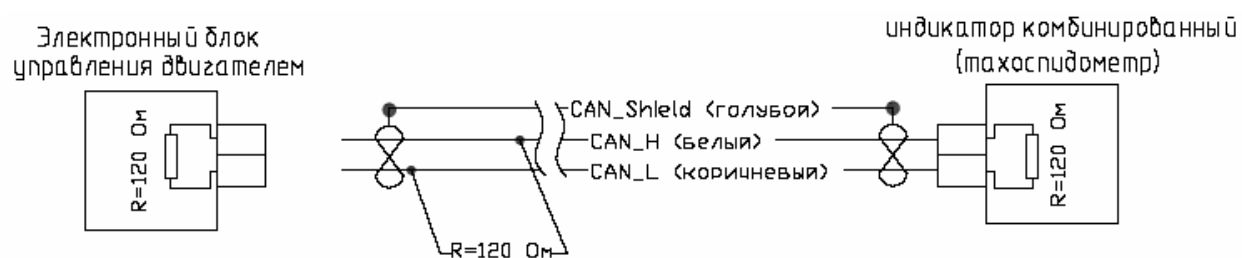 Электронный блок
управления двигателем
индикатор комбинированный
(тахоспидометр)
R=120 Ом
CAN_Shield (голубой)
CAN_H (белый)
CAN_L (коричневый)
R=120 Ом
R=120 Ом